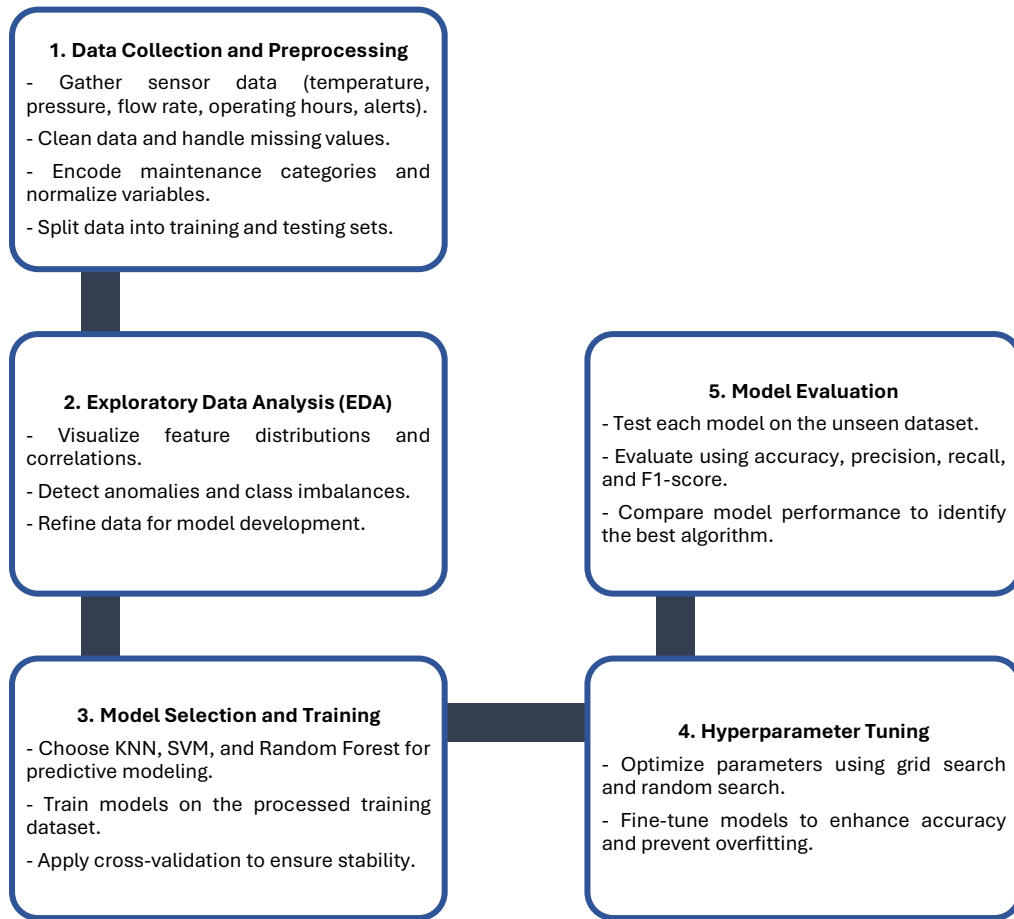 1. Data Collection and Preprocessing
- Gather sensor data (temperature,
pressure, flow rate, operating hours, alerts).
- Clean data and handle missing values.
- Encode maintenance categories and
normalize variables.
- Split data into training and testing sets.
2. Exploratory Data Analysis (EDA)
- Visualize feature distributions and
correlations.
- Detect anomalies and class imbalances.
- Refine data for model development.
3. Model Selection and Training
- Choose KNN, SVM, and Random Forest for
predictive modeling.
- Train models on the processed training
dataset.
- Apply cross-validation to ensure stability.
4. Hyperparameter Tuning
- Optimize parameters using grid search
and random search.
- Fine-tune models to enhance accuracy
and prevent overfitting.
5. Model Evaluation
- Test each model on the unseen dataset.
- Evaluate using accuracy, precision, recall,
and F1-score.
- Compare model performance to identify
the best algorithm.